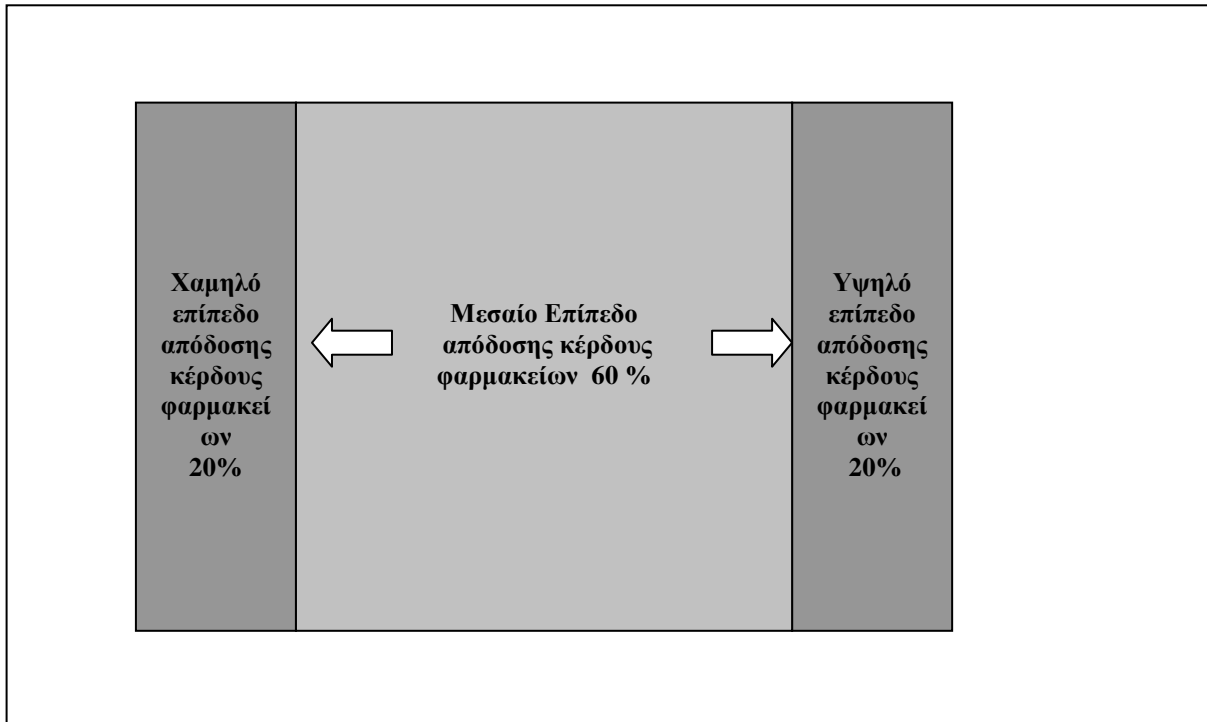 Χαμηλό
επίπεδο
απόδοσης
κέρδους
φαρμακεί
ων
20%
Μεσαίο Επίπεδο
απόδοσης κέρδους
φαρμακείων 60 %
Υψηλό
επίπεδο
απόδοσης
κέρδους
φαρμακεί
ων
20%